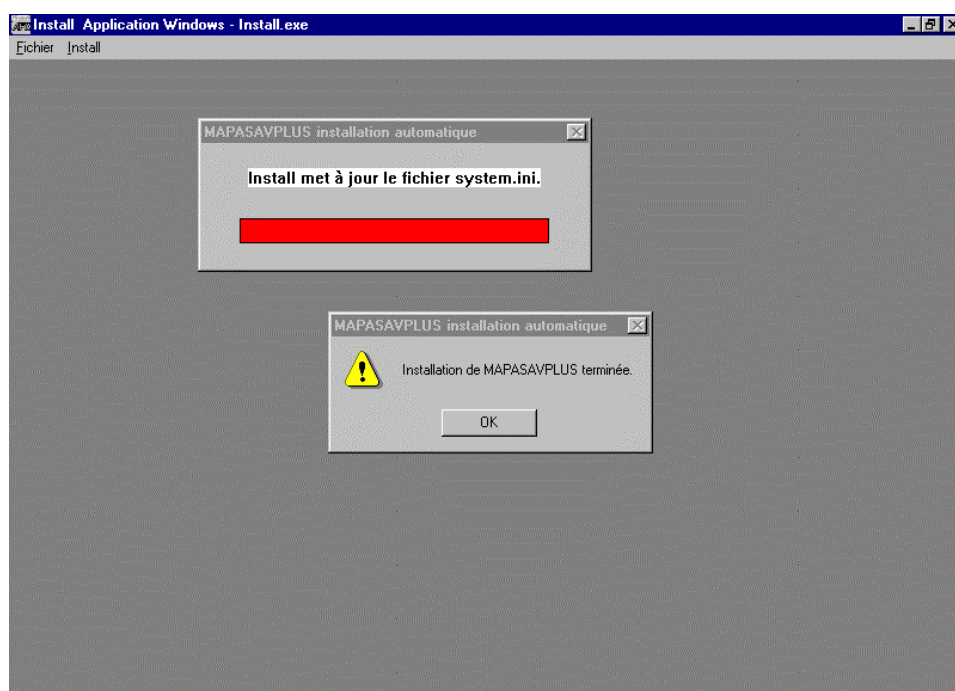 Install Application Windows - Install.exe
Fichier Install
MAPASAVPLUS installation automatique
Install met à jour le fichier system.ini.
MAPASAVPLUS installation automatique
Installation de MAPASAVPLUS terminée.
OK